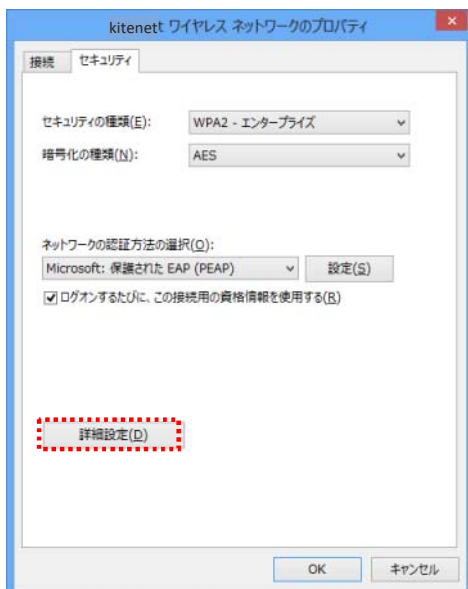 kitenett ワイヤレス ネットワークのプロパティ
接続 セキュリティ
セキュリティの種類(E): WPA2 - エンタープライズ
暗号化の種類(N): AES
ネットワークの認証方法の選択(O):
Microsoft: 保護された EAP (PEAP) 設定(S)
ログオンするたびに、この接続用の資格情報を使用する(R)
詳細設定(D)
OK キャンセル